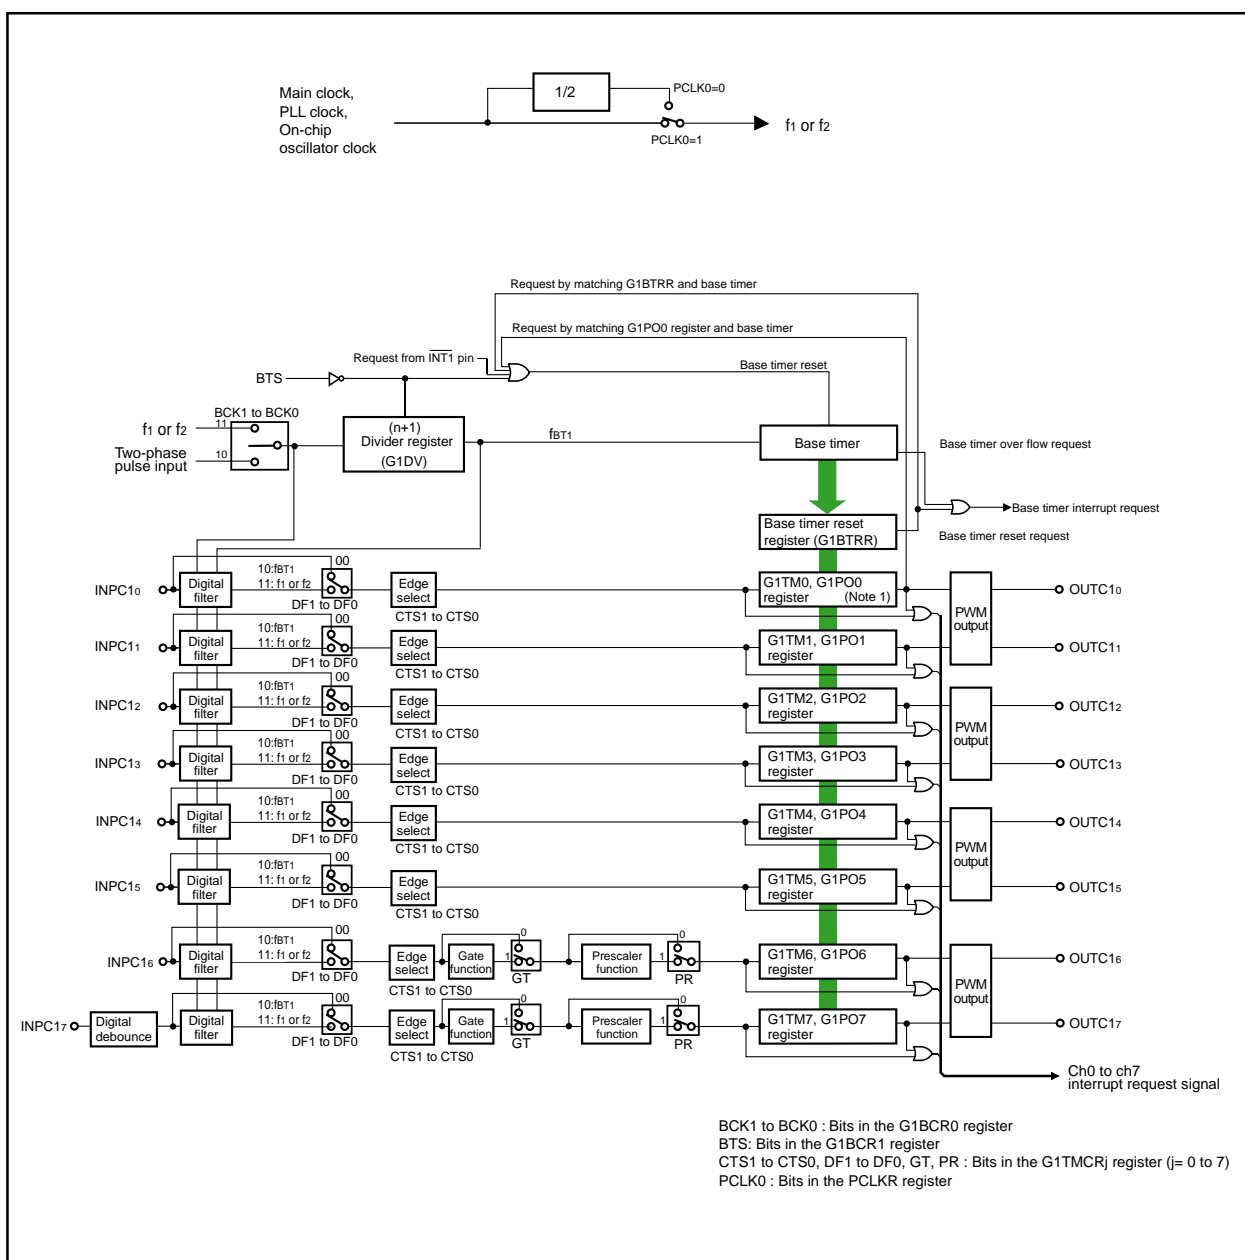 Main clock,
PLL clock,
On-chip
oscillator clock
1/2
PCLK0=0
PCLK0=1
f1 or f2
Request by matching G1BTRR and base timer
Request by matching G1PO0 register and base timer
Request from INT1 pin
Base timer reset
BTS
BCK1 to BCK0
f1 or f2
11
Two-phase
pulse input
10
(n+1)
Divider register
(G1DV)
fBT1
Base timer
Base timer over flow request
Base timer interrupt request
Base timer reset
register (G1BTRR)
Base timer reset request
INPC10
Digital
filter
10:fBT1
11: f1 or f2
00
DF1 to DF0
Edge
select
CTS1 to CTS0
G1TM0, G1PO0
register (Note 1)
PWM
output
OUTC10
INPC11
Digital
filter
10:fBT1
11: f1 or f2
00
DF1 to DF0
Edge
select
CTS1 to CTS0
G1TM1, G1PO1
register
OUTC11
INPC12
Digital
filter
10:fBT1
11: f1 or f2
00
DF1 to DF0
Edge
select
CTS1 to CTS0
G1TM2, G1PO2
register
PWM
output
OUTC12
INPC13
Digital
filter
10:fBT1
11: f1 or f2
00
DF1 to DF0
Edge
select
CTS1 to CTS0
G1TM3, G1PO3
register
OUTC13
INPC14
Digital
filter
10:fBT1
11: f1 or f2
00
DF1 to DF0
Edge
select
CTS1 to CTS0
G1TM4, G1PO4
register
PWM
output
OUTC14
INPC15
Digital
filter
10:fBT1
11: f1 or f2
00
DF1 to DF0
Edge
select
CTS1 to CTS0
G1TM5, G1PO5
register
OUTC15
INPC16
Digital
filter
10:fBT1
11: f1 or f2
00
DF1 to DF0
Edge
select
CTS1 to CTS0
Gate
function
0
1
GT
Prescaler
function
0
1
PR
G1TM6, G1PO6
register
PWM
output
OUTC16
INPC17
Digital
debounce
Digital
filter
10:fBT1
11: f1 or f2
00
DF1 to DF0
Edge
select
CTS1 to CTS0
Gate
function
0
1
GT
Prescaler
function
0
1
PR
G1TM7, G1PO7
register
OUTC17
Ch0 to ch7
interrupt request signal
BCK1 to BCK0 : Bits in the G1BCR0 register
BTS: Bits in the G1BCR1 register
CTS1 to CTS0, DF1 to DF0, GT, PR : Bits in the G1TMCRj register (j= 0 to 7)
PCLK0 : Bits in the PCLKR register